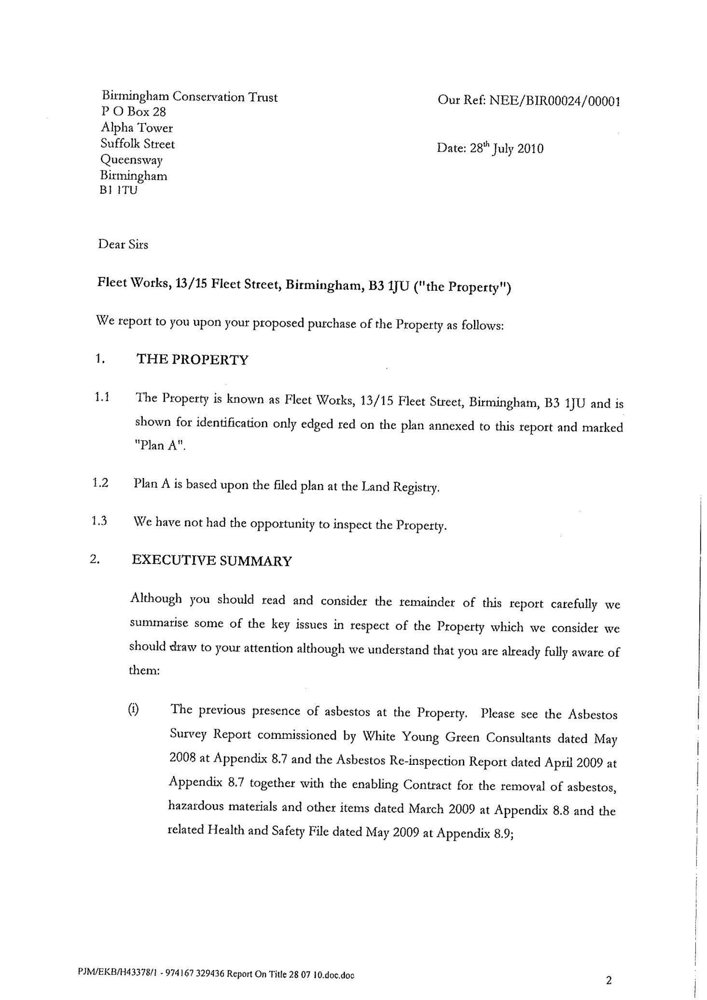 Birmingham Conservation Trust
P O Box 28
Alpha Tower
Suffolk Street
Queensway
Birmingham
B1 1TU
Our Ref: NEE/BIR00024/00001
Date: 28th July 2010
Dear Sirs
Fleet Works, 13/15 Fleet Street, Birmingham, B3 1JU ("the Property")
We report to you upon your proposed purchase of the Property as follows:
1. THE PROPERTY
1.1 The Property is known as Fleet Works, 13/15 Fleet Street, Birmingham, B3 1JU and is
shown for identification only edged red on the plan annexed to this report and marked
"Plan A".
1.2 Plan A is based upon the filed plan at the Land Registry.
1.3 We have not had the opportunity to inspect the Property.
2. EXECUTIVE SUMMARY
Although you should read and consider the remainder of this report carefully we
summarise some of the key issues in respect of the Property which we consider we
should draw to your attention although we understand that you are already fully aware of
them:
(i) The previous presence of asbestos at the Property. Please see the Asbestos
Survey Report commissioned by White Young Green Consultants dated May
2008 at Appendix 8.7 and the Asbestos Re-inspection Report dated April 2009 at
Appendix 8.7 together with the enabling Contract for the removal of asbestos,
hazardous materials and other items dated March 2009 at Appendix 8.8 and the
related Health and Safety File dated May 2009 at Appendix 8.9;
PJM/EKB/H43378/1 - 974167 329436 Report On Title 28 07 10.doc.doc
2